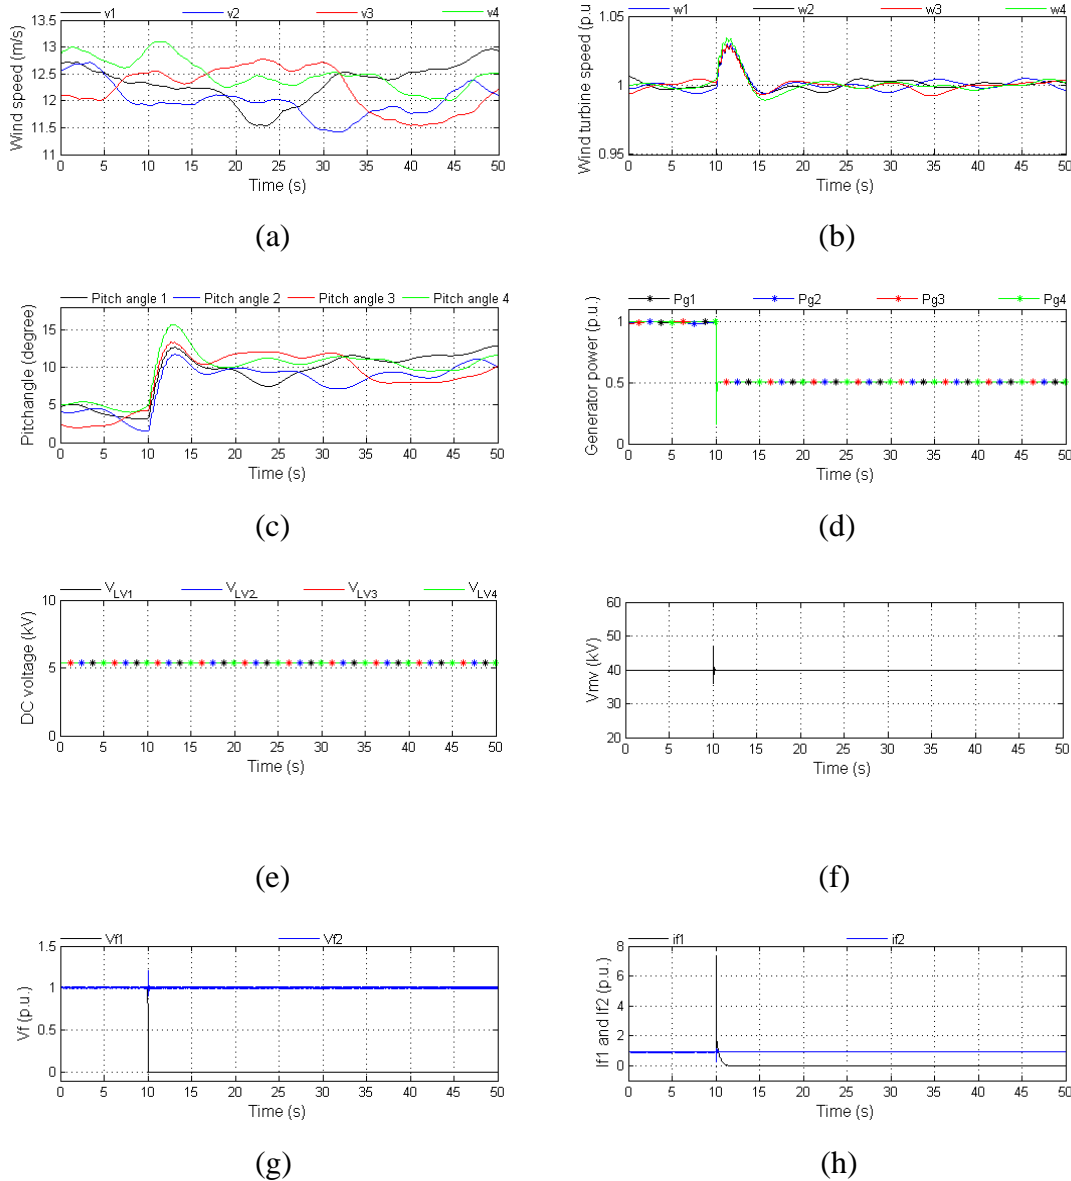 v1 v2 v3 v4
13.5
13
12.5
12
11.5
11
Wind speed (m/s)
0 5 10 15 20 25 30 35 40 45 50
Time (s)
(a)
w1 w2 w3 w4
1.05
1
0.95
Wind turbine speed (p.u
0 5 10 15 20 25 30 35 40 45 50
Time (s)
(b)
Pitch angle 1 Pitch angle 2 Pitch angle 3 Pitch angle 4
15
10
5
0
Pitchangle (degree)
0 5 10 15 20 25 30 35 40 45 50
Time (s)
(c)
Pg1 Pg2 Pg3 Pg4
1
0.5
0
Generator power (p.u.)
0 5 10 15 20 25 30 35 40 45 50
Time (s)
(d)
V_LV1 V_LV2 V_LV3 V_LV4
10
5
0
DC voltage (kV)
0 5 10 15 20 25 30 35 40 45 50
Time (s)
(e)
60
50
40
30
20
Vmv (kV)
0 5 10 15 20 25 30 35 40 45 50
Time (s)
(f)
Vf1 Vf2
1.5
1
0.5
0
Vf (p.u.)
0 5 10 15 20 25 30 35 40 45 50
Time (s)
(g)
if1 if2
8
6
4
2
0
If1 and If2 (p.u.)
0 5 10 15 20 25 30 35 40 45 50
Time (s)
(h)